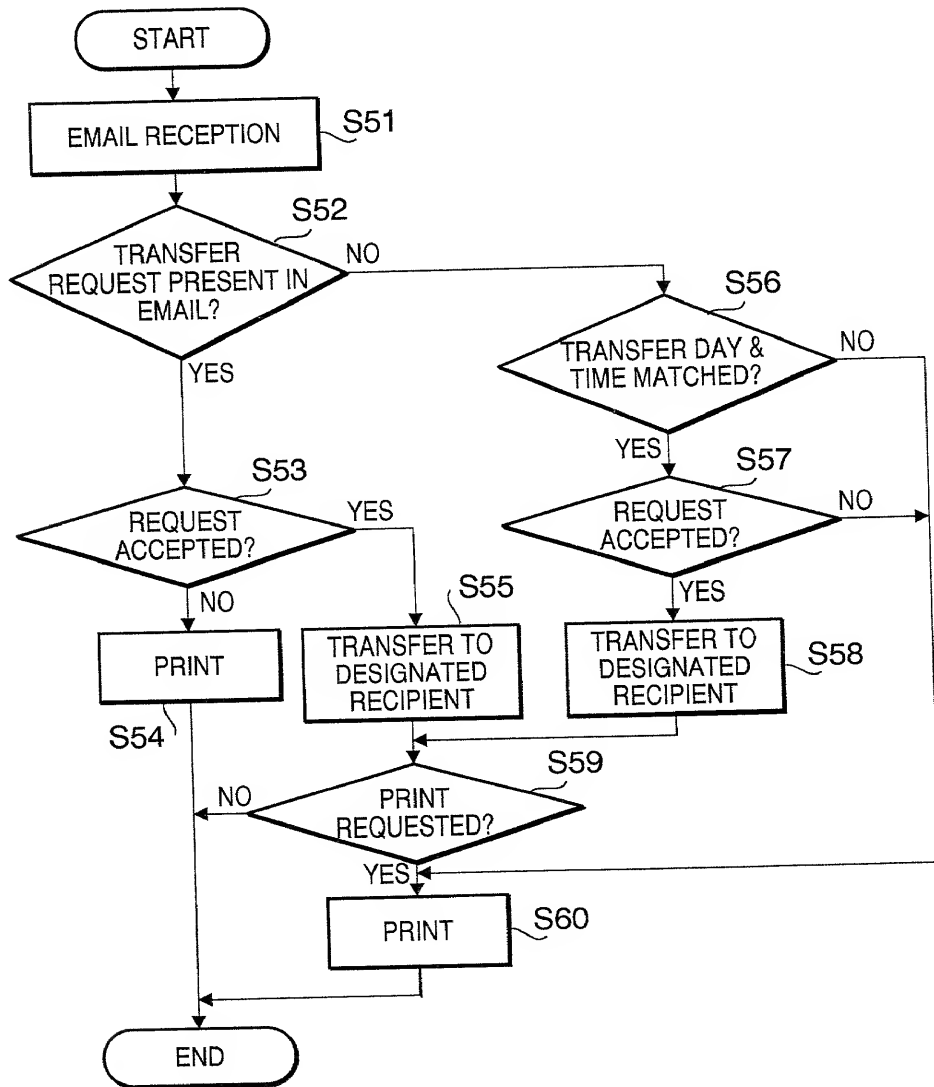 START
EMAIL RECEPTION
S51
S52
TRANSFER
REQUEST PRESENT IN
EMAIL?
NO
YES
S56
TRANSFER DAY &
TIME MATCHED?
NO
YES
S53
REQUEST
ACCEPTED?
YES
NO
S57
REQUEST
ACCEPTED?
NO
YES
PRINT
S54
S55
TRANSFER TO
DESIGNATED
RECIPIENT
TRANSFER TO
DESIGNATED
RECIPIENT
S58
S59
PRINT
REQUESTED?
NO
YES
PRINT
S60
END